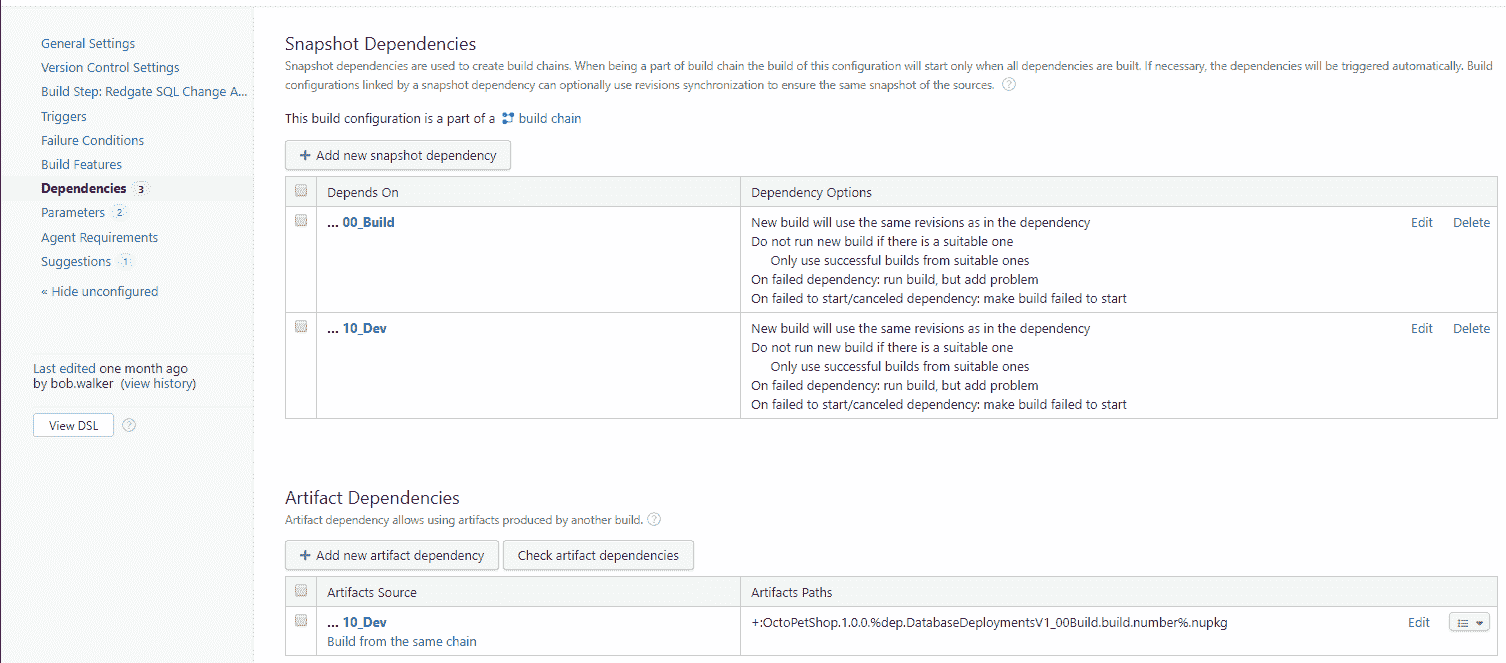 General Settings
Version Control Settings
Build Step: Redgate SQL Change A...
Triggers
Failure Conditions
Build Features
Dependencies 3
Parameters 2
Agent Requirements
Suggestions 1
« Hide unconfigured
Last edited one month ago
by bob.walker (view history)
View DSL ?
Snapshot Dependencies
Snapshot dependencies are used to create build chains. When being a part of build chain the build of this configuration will start only when all dependencies are built. If necessary, the dependencies will be triggered automatically. Build
configurations linked by a snapshot dependency can optionally use revisions synchronization to ensure the same snapshot of the sources. ?
This build configuration is a part of a build chain
+ Add new snapshot dependency
Depends On Dependency Options
... 00_Build New build will use the same revisions as in the dependency Edit Delete
Do not run new build if there is a suitable one
Only use successful builds from suitable ones
On failed dependency: run build, but add problem
On failed to start/canceled dependency: make build failed to start
... 10_Dev New build will use the same revisions as in the dependency Edit Delete
Do not run new build if there is a suitable one
Only use successful builds from suitable ones
On failed dependency: run build, but add problem
On failed to start/canceled dependency: make build failed to start
Artifact Dependencies
Artifact dependency allows using artifacts produced by another build. ?
+ Add new artifact dependency Check artifact dependencies
Artifacts Source Artifacts Paths
... 10_Dev +:OctoPetShop.1.0.0.%dep.DatabaseDeploymentsV1_00Build.build.number%.nupkg Edit
Build from the same chain